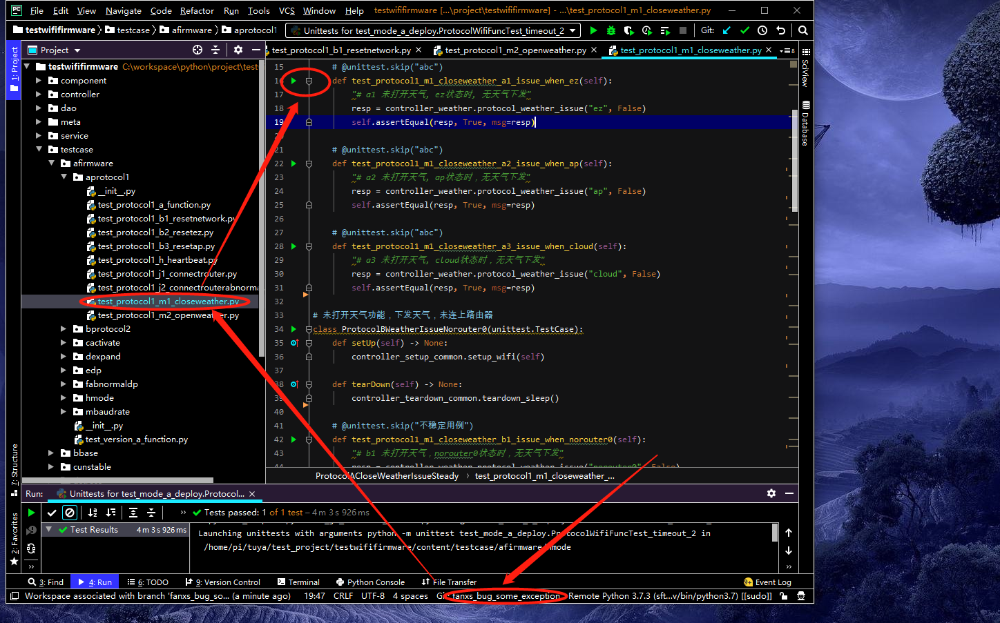 File Edit View Navigate Code Refactor Run Tools VCS Window Help testwififirmware [...\project\testwififirmware] - ...\test_protocol1_m1_closeweather.py
testwififirmware testcase afirmware aprotocol1 Unittests for test_mode_a_deploy.ProtocolWifiFuncTest_timeout_2 Git:
Project
test_protocol1_b1_resetnetwork.py test_protocol1_m2_openweather.py test_protocol1_m1_closeweather.py
1: Project
7: Structure
2: Favorites
SciView
Database
testwififirmware C:\workspace\python\project\test
component
controller
dao
meta
service
testcase
afirmware
aprotocol1
__init__.py
test_protocol1_a_function.py
test_protocol1_b1_resetnetwork.py
test_protocol1_b2_resetez.py
test_protocol1_b3_resetap.py
test_protocol1_h_heartbeat.py
test_protocol1_j1_connectrouter.py
test_protocol1_j2_connectrouterabnorma
test_protocol1_m1_closeweather.py
test_protocol1_m2_openweather.py
bprotocol2
cactivate
dexpand
edp
fabnormaldp
hmode
mbaudrate
__init__.py
test_version_a_function.py
bbase
cunstable
15 # @unittest.skip("abc")
16 def test_protocol1_m1_closeweather_a1_issue_when_ez(self):
17 "# a1 未打开天气, ez状态时, 无天气下发"
18 resp = controller_weather.protocol_weather_issue("ez", False)
19 self.assertEqual(resp, True, msg=resp)
20
21 # @unittest.skip("abc")
22 def test_protocol1_m1_closeweather_a2_issue_when_ap(self):
23 "# a2 未打开天气, ap状态时，无天气下发"
24 resp = controller_weather.protocol_weather_issue("ap", False)
25 self.assertEqual(resp, True, msg=resp)
26
27 # @unittest.skip("abc")
28 def test_protocol1_m1_closeweather_a3_issue_when_cloud(self):
29 "# a3 未打开天气, cloud状态时，无天气下发"
30 resp = controller_weather.protocol_weather_issue("cloud", False)
31 self.assertEqual(resp, True, msg=resp)
32
33 # 未打开天气功能，下发天气，未连上路由器
34 class ProtocolBWeatherIssueNorouter0(unittest.TestCase):
35 def setUp(self) -> None:
36 controller_setup_common.setup_wifi(self)
37
38 def tearDown(self) -> None:
39 controller_teardown_common.teardown_sleep()
40
41 # @unittest.skip("不稳定用例")
42 def test_protocol1_m1_closeweather_b1_issue_when_norouter0(self):
43 "# b1 未打开天气，norouter0状态时，无天气下发"
44 resp = controller_weather.protocol_weather_issue("norouter0", False)
ProtocolACloseWeatherIssueSteady › test_protocol1_m1_closeweather_...
Run: Unittests for test_mode_a_deploy.Protocol...
Tests passed: 1 of 1 test – 4 m 3 s 926 ms
Test Results 4 m 3 s 926 ms
Launching unittests with arguments python -m unittest test_mode_a_deploy.ProtocolWifiFuncTest_timeout_2 in
/home/pi/tuya/test_project/testwififirmware/content/testcase/afirmware/hmode
3: Find 4: Run 6: TODO 9: Version Control Terminal Python Console File Transfer Event Log
Workspace associated with branch 'fanxs_bug_so... (a minute ago) 19:47 CRLF UTF-8 4 spaces Git: fanxs_bug_some_exception Remote Python 3.7.3 (sft...v/bin/python3.7) [[sudo]]